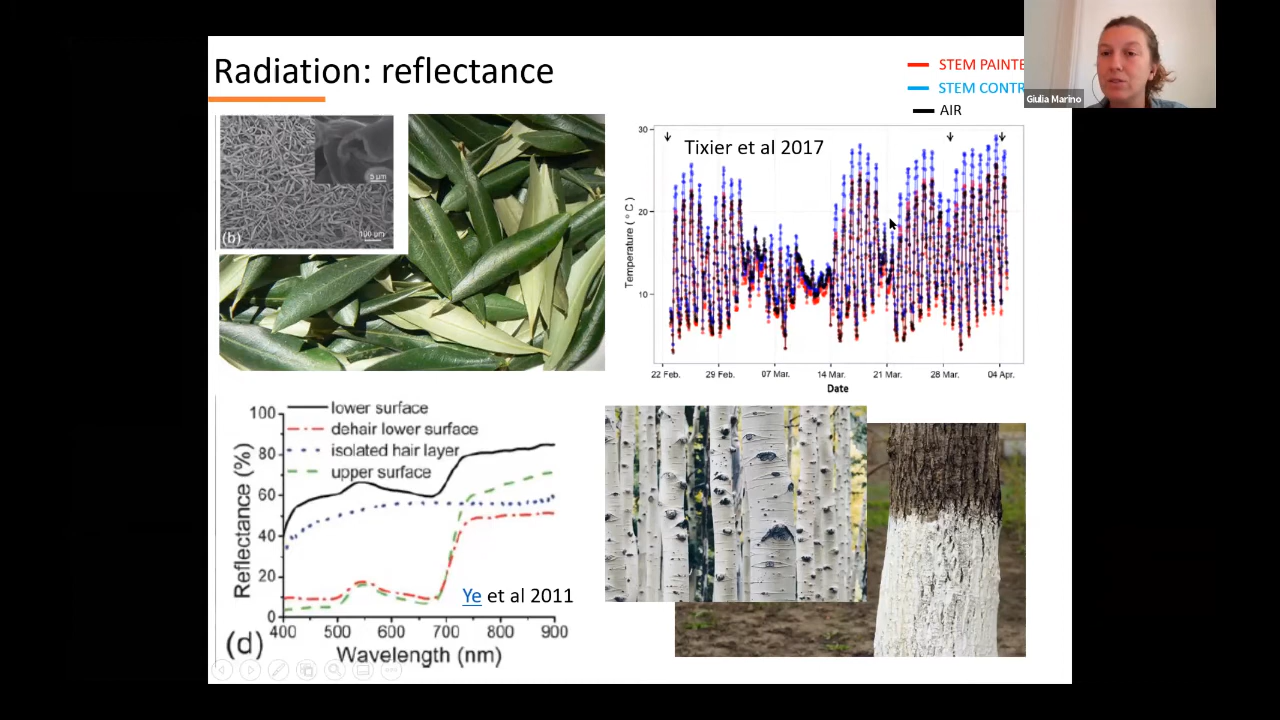 Radiation: reflectance
STEM PAINTE
STEM CONTR
AIR
Giulia Marino
5 µm
100 µm
(b)
Tixier et al 2017
30
20
10
Temperature ( ° C )
22 Feb. 29 Feb. 07 Mar. 14 Mar. 21 Mar. 28 Mar. 04 Apr.
Date
lower surface
dehair lower surface
isolated hair layer
upper surface
100
80
60
40
20
0
Reflectance (%)
Ye et al 2011
400 500 600 700 800 900
Wavelength (nm)
(d)